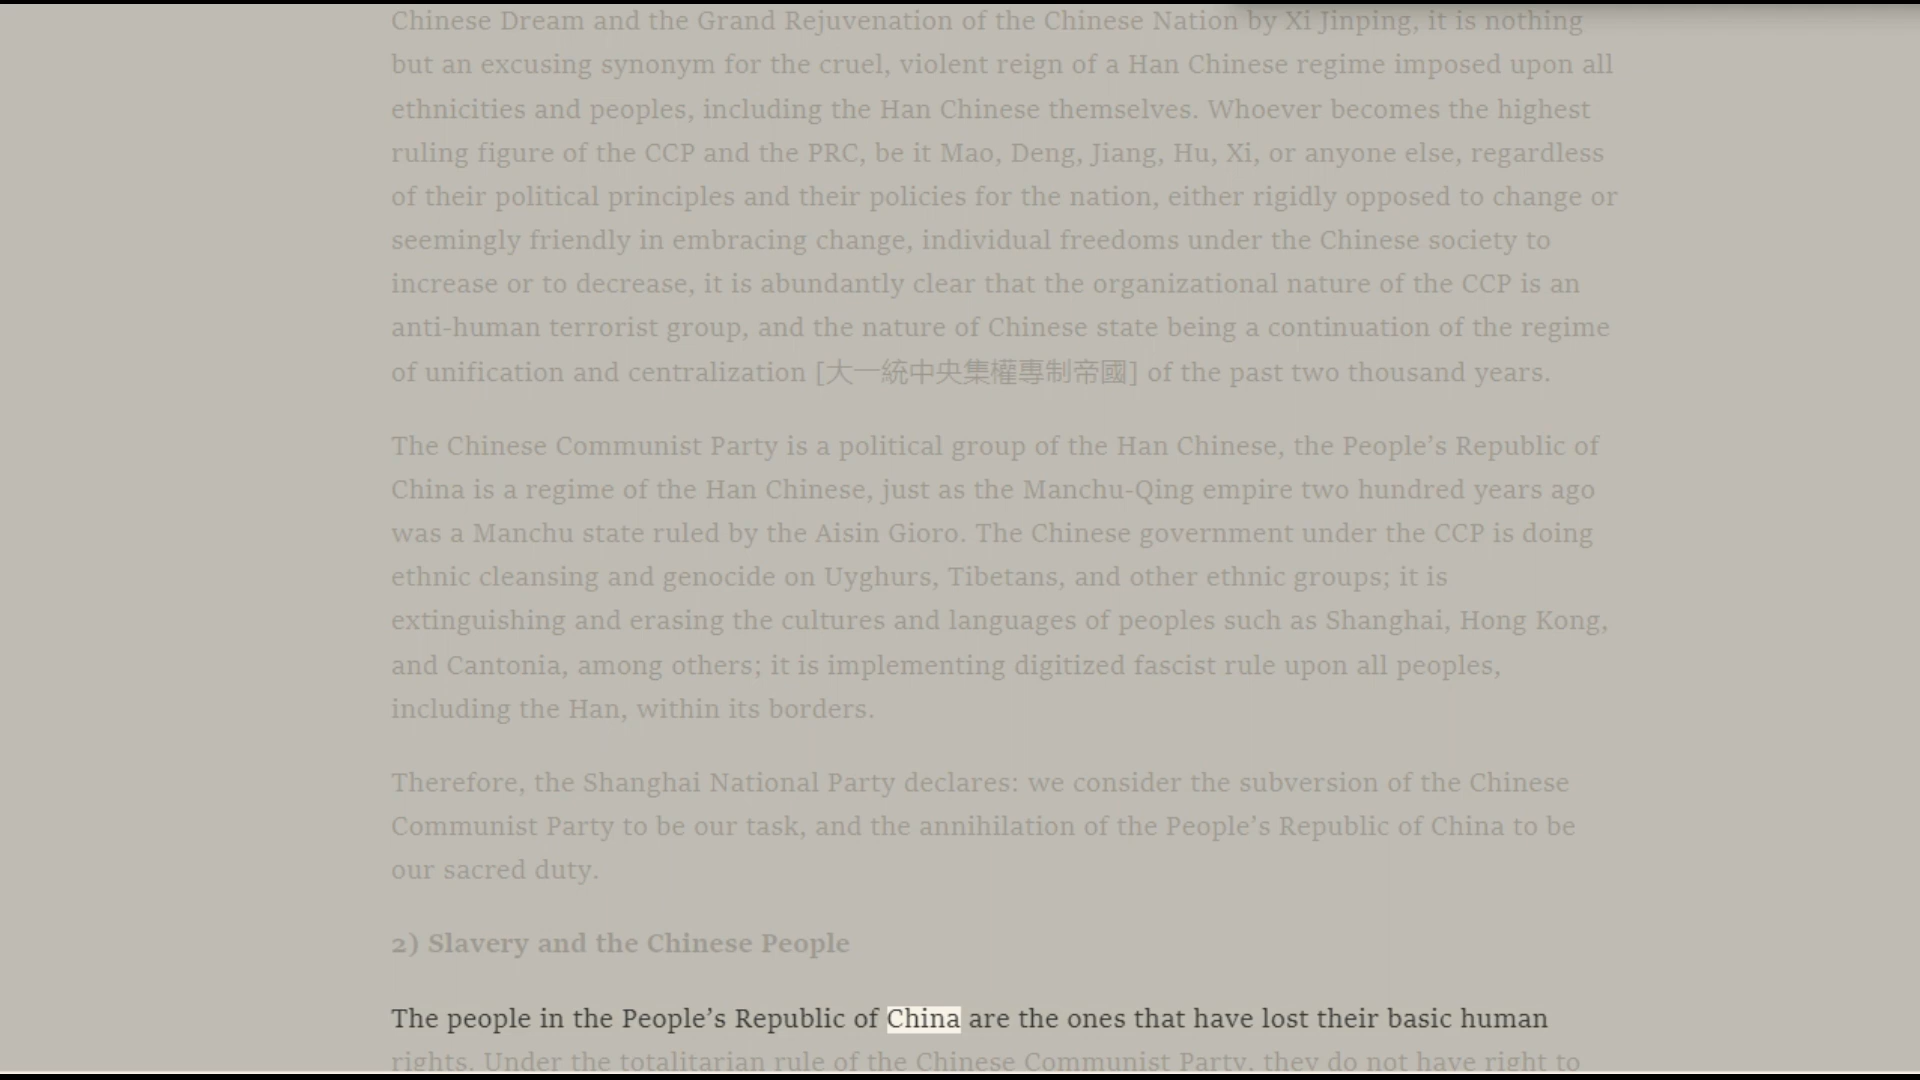 Chinese Dream and the Grand Rejuvenation of the Chinese Nation by Xi Jinping, it is nothing
but an excusing synonym for the cruel, violent reign of a Han Chinese regime imposed upon all
ethnicities and peoples, including the Han Chinese themselves. Whoever becomes the highest
ruling figure of the CCP and the PRC, be it Mao, Deng, Jiang, Hu, Xi, or anyone else, regardless
of their political principles and their policies for the nation, either rigidly opposed to change or
seemingly friendly in embracing change, individual freedoms under the Chinese society to
increase or to decrease, it is abundantly clear that the organizational nature of the CCP is an
anti-human terrorist group, and the nature of Chinese state being a continuation of the regime
of unification and centralization [大一統中央集權專制帝國] of the past two thousand years.
The Chinese Communist Party is a political group of the Han Chinese, the People’s Republic of
China is a regime of the Han Chinese, just as the Manchu-Qing empire two hundred years ago
was a Manchu state ruled by the Aisin Gioro. The Chinese government under the CCP is doing
ethnic cleansing and genocide on Uyghurs, Tibetans, and other ethnic groups; it is
extinguishing and erasing the cultures and languages of peoples such as Shanghai, Hong Kong,
and Cantonia, among others; it is implementing digitized fascist rule upon all peoples,
including the Han, within its borders.
Therefore, the Shanghai National Party declares: we consider the subversion of the Chinese
Communist Party to be our task, and the annihilation of the People’s Republic of China to be
our sacred duty.
2) Slavery and the Chinese People
The people in the People’s Republic of China are the ones that have lost their basic human
rights. Under the totalitarian rule of the Chinese Communist Party, they do not have right to